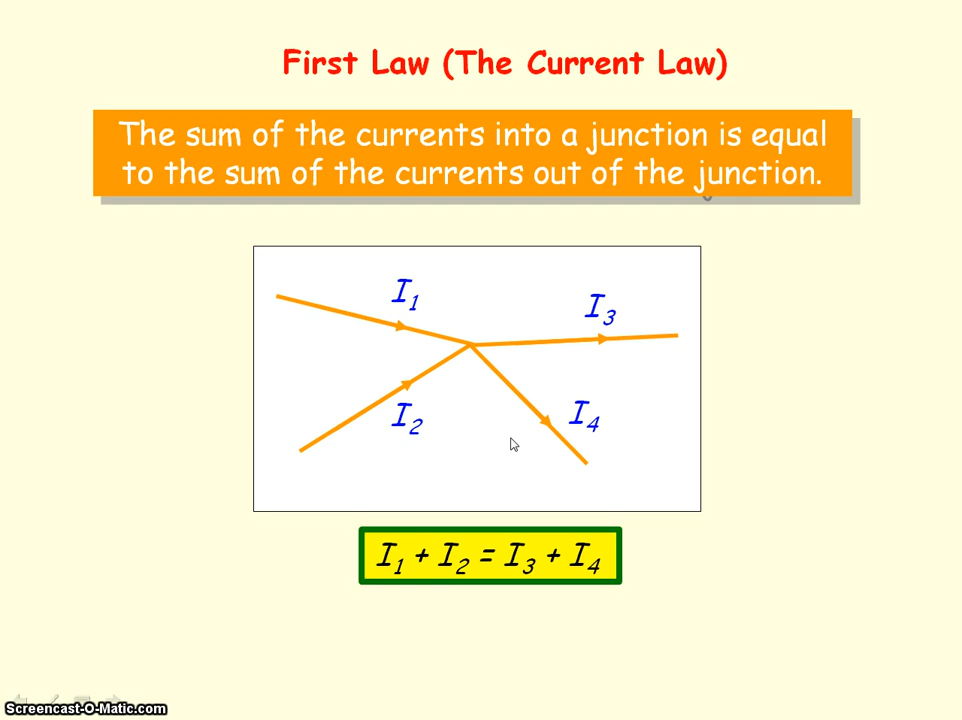 First Law (The Current Law)
The sum of the currents into a junction is equal
to the sum of the currents out of the junction.
I₁
I₃
I₂
I₄
I₁ + I₂ = I₃ + I₄
Screencast-O-Matic.com